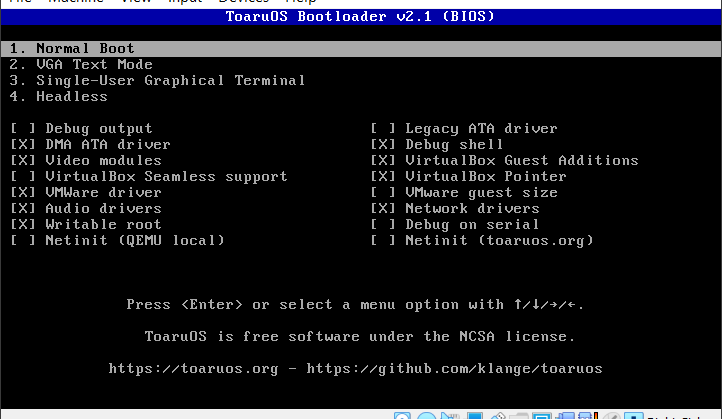 File Machine View Input Devices Help
ToaruOS Bootloader v2.1 (BIOS)
1. Normal Boot
2. VGA Text Mode
3. Single-User Graphical Terminal
4. Headless
[ ] Debug output [ ] Legacy ATA driver
[X] DMA ATA driver [X] Debug shell
[X] Video modules [X] VirtualBox Guest Additions
[ ] VirtualBox Seamless support [X] VirtualBox Pointer
[X] VMWare driver [ ] VMware guest size
[X] Audio drivers [X] Network drivers
[X] Writable root [ ] Debug on serial
[ ] Netinit (QEMU local) [ ] Netinit (toaruos.org)
Press <Enter> or select a menu option with ↑/↓/→/←.
ToaruOS is free software under the NCSA license.
https://toaruos.org - https://github.com/klange/toaruos